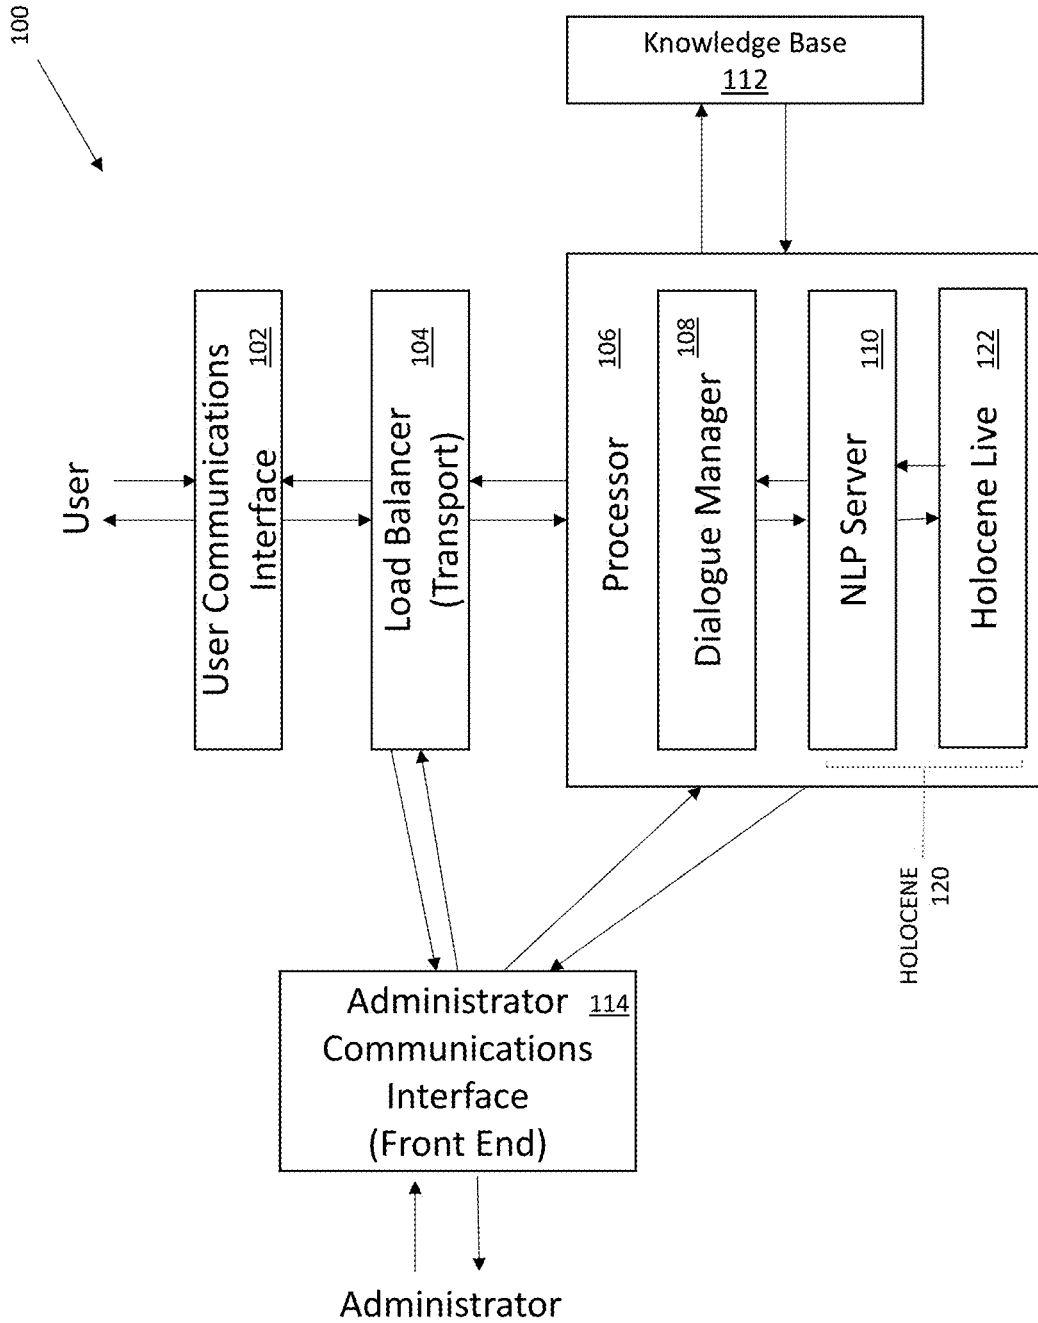 100
Knowledge Base
112
User
User Communications
Interface
102
Load Balancer
(Transport)
104
Processor
106
Dialogue Manager
108
NLP Server
110
Holocene Live
122
HOLOCENE
120
Administrator
Communications
Interface
(Front End)
114
Administrator